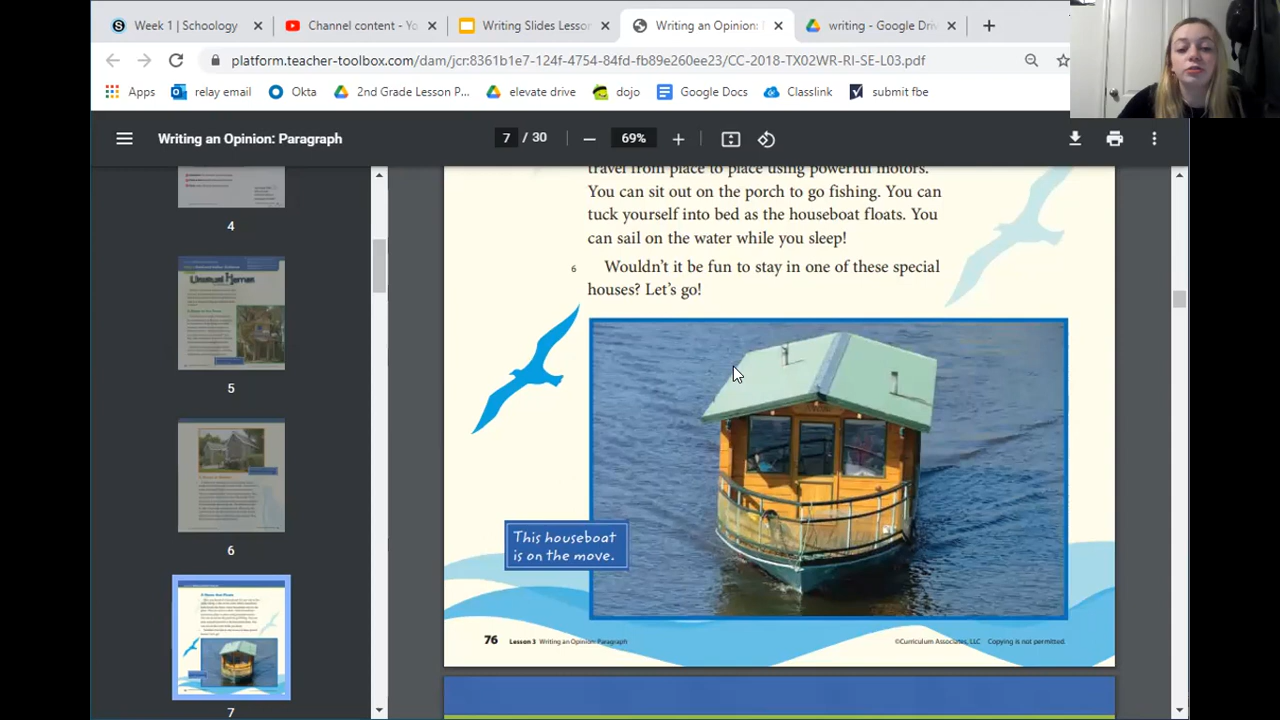 Week 1 | Schoology
Channel content - Yo
Writing Slides Lesson
Writing an Opinion:
writing - Google Driv
platform.teacher-toolbox.com/dam/jcr8361b1e7-124f-4754-84fd-fb89e260ee23/CC-2018-TX02WR-RI-SE-L03.pdf
Apps
relay email
Okta
2nd Grade Lesson P...
elevate drive
dojo
Google Docs
Classlink
submit fbe
Writing an Opinion: Paragraph
7 / 30
69%
4
Unusual Homes
5
6
7
travel from place to place using powerful motors.
You can sit out on the porch to go fishing. You can
tuck yourself into bed as the houseboat floats. You
can sail on the water while you sleep!
6 Wouldn't it be fun to stay in one of these special
houses? Let's go!
This houseboat
is on the move.
76 Lesson 3 Writing an Opinion: Paragraph
©Curriculum Associates, LLC Copying is not permitted.